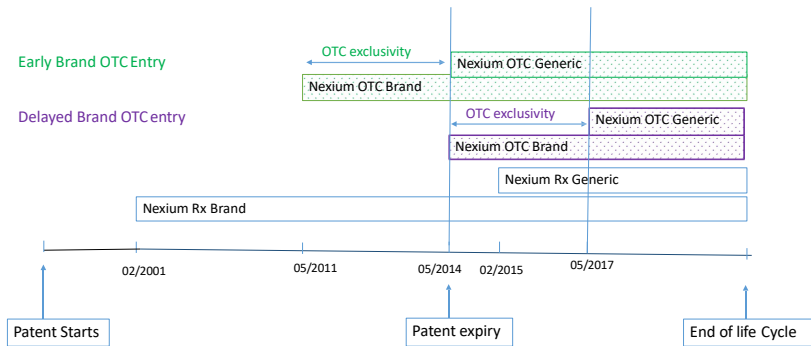 OTC exclusivity
Early Brand OTC Entry
Nexium OTC Generic
Nexium OTC Brand
Delayed Brand OTC entry
OTC exclusivity
Nexium OTC Generic
Nexium OTC Brand
Nexium Rx Generic
Nexium Rx Brand
02/2001
05/2011
05/2014
02/2015
05/2017
Patent Starts
Patent expiry
End of life Cycle